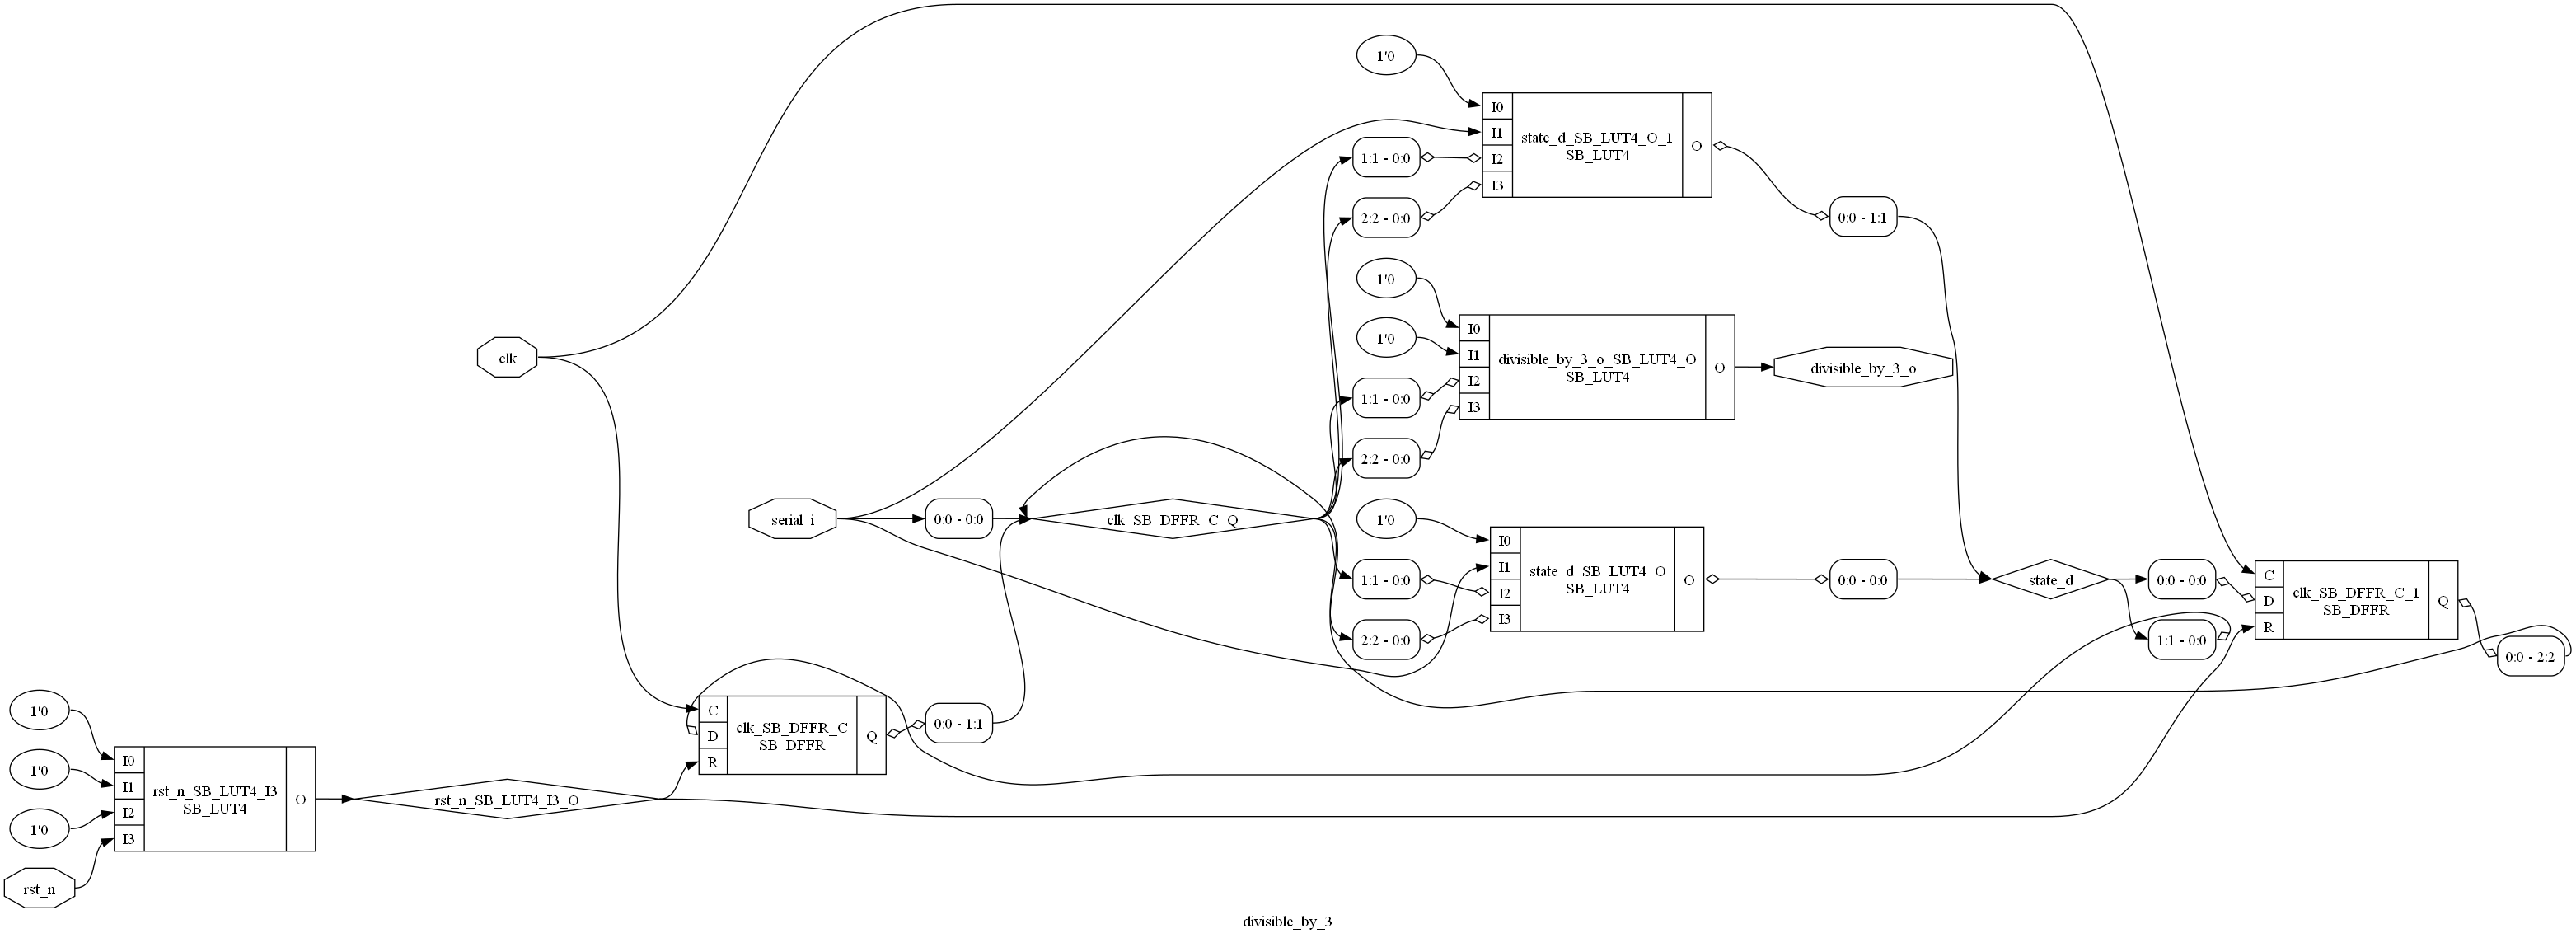 1'0
I0
I1
I2
I3
state_d_SB_LUT4_O_1
SB_LUT4
O
1:1 - 0:0
2:2 - 0:0
0:0 - 1:1
1'0
1'0
I0
I1
I2
I3
divisible_by_3_o_SB_LUT4_O
SB_LUT4
O
divisible_by_3_o
1:1 - 0:0
2:2 - 0:0
clk
serial_i
0:0 - 0:0
clk_SB_DFFR_C_Q
1'0
I0
I1
I2
I3
state_d_SB_LUT4_O
SB_LUT4
O
1:1 - 0:0
2:2 - 0:0
0:0 - 0:0
state_d
0:0 - 0:0
1:1 - 0:0
C
D
R
clk_SB_DFFR_C_1
SB_DFFR
Q
0:0 - 2:2
C
D
R
clk_SB_DFFR_C
SB_DFFR
Q
0:0 - 1:1
1'0
1'0
1'0
rst_n
I0
I1
I2
I3
rst_n_SB_LUT4_I3
SB_LUT4
O
rst_n_SB_LUT4_I3_O
divisible_by_3